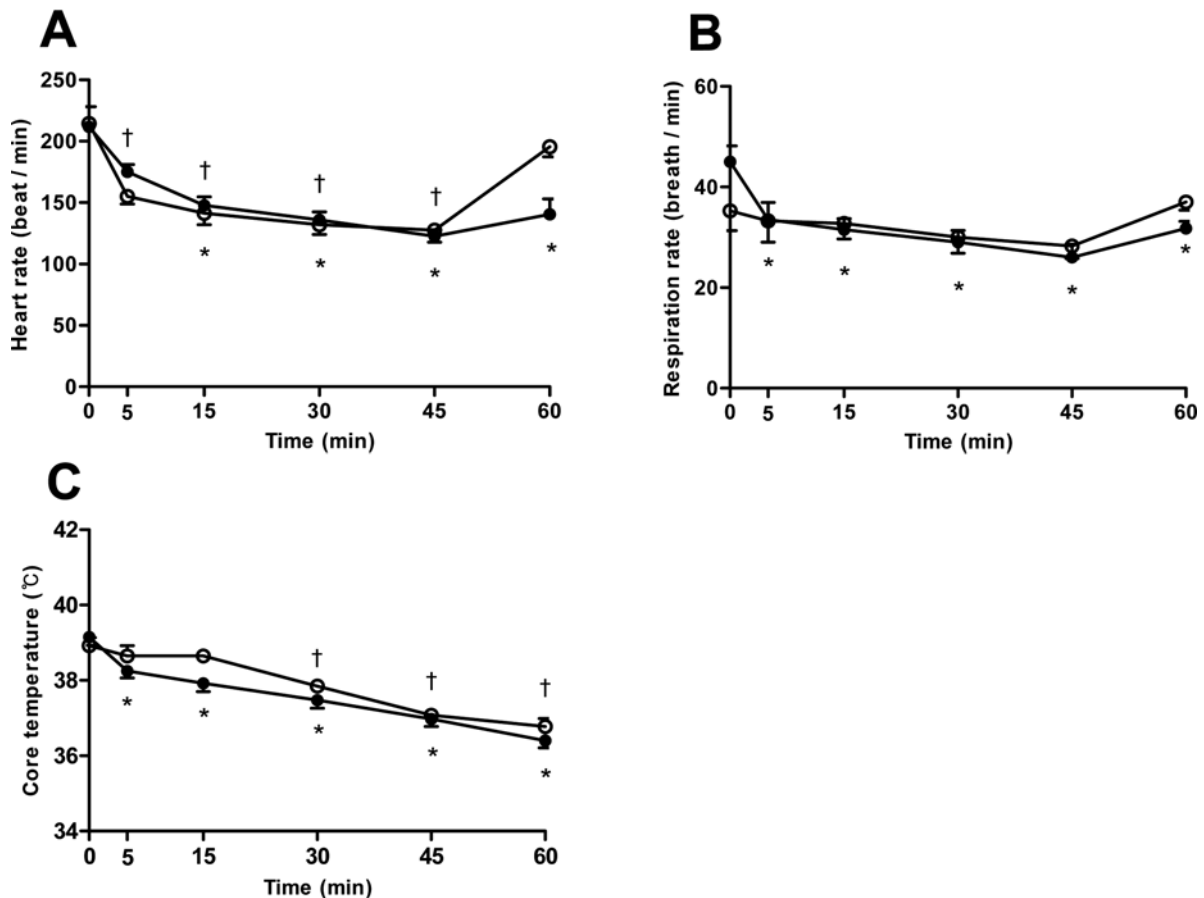 A
Heart rate (beat / min)
250
200
150
100
50
0
† † † †
* * * *
0 5 15 30 45 60
Time (min)
B
Respiration rate (breath / min)
60
40
20
0
* * * * *
0 5 15 30 45 60
Time (min)
C
Core temperature (℃)
42
40
38
36
34
† † †
* * * * *
0 5 15 30 45 60
Time (min)